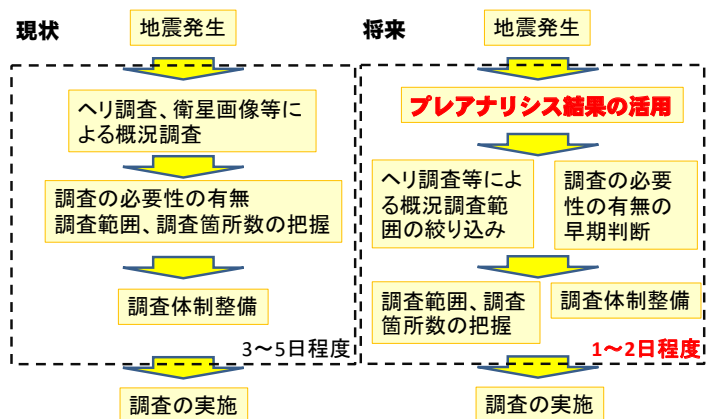 現状
地震発生
ヘリ調査、衛星画像等に
よる概況調査
調査の必要性の有無
調査範囲、調査箇所数の把握
調査体制整備
3～5日程度
調査の実施
将来
地震発生
プレアナリシス結果の活用
ヘリ調査等によ
る概況調査範
囲の絞り込み
調査の必要
性の有無の
早期判断
調査範囲、調査
箇所数の把握
調査体制整備
1～2日程度
調査の実施